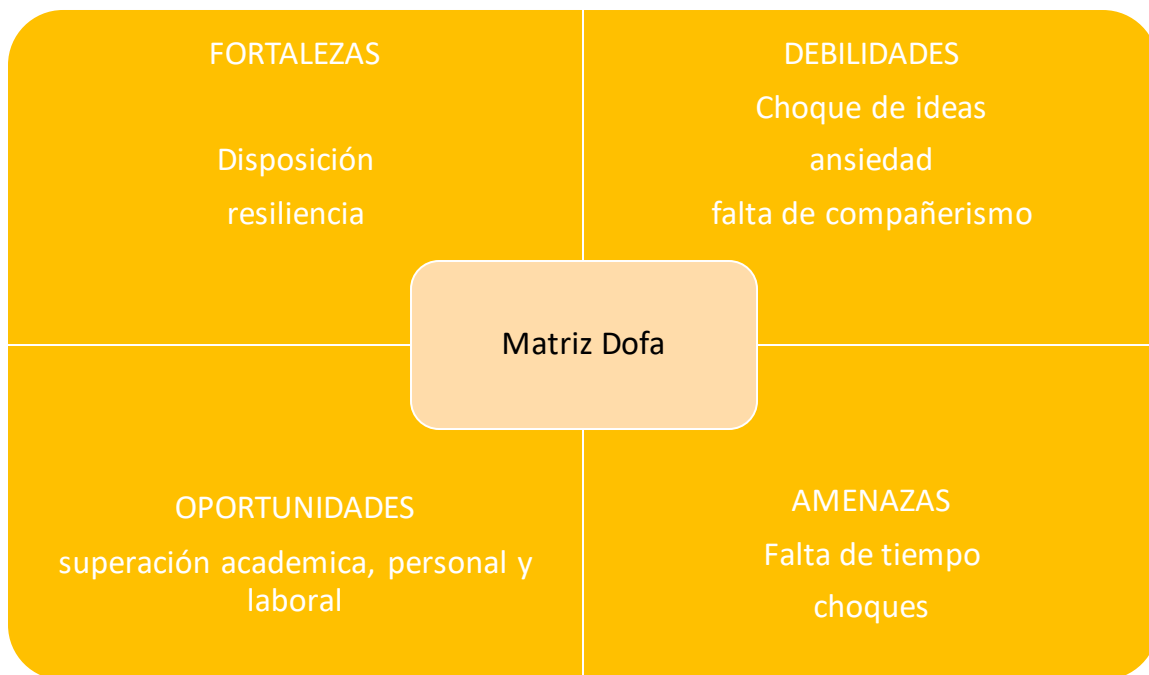 FORTALEZAS
Disposición
resiliencia
DEBILIDADES
Choque de ideas
ansiedad
falta de compañerismo
Matriz Dofa
OPORTUNIDADES
superación academica, personal y
laboral
AMENAZAS
Falta de tiempo
choques